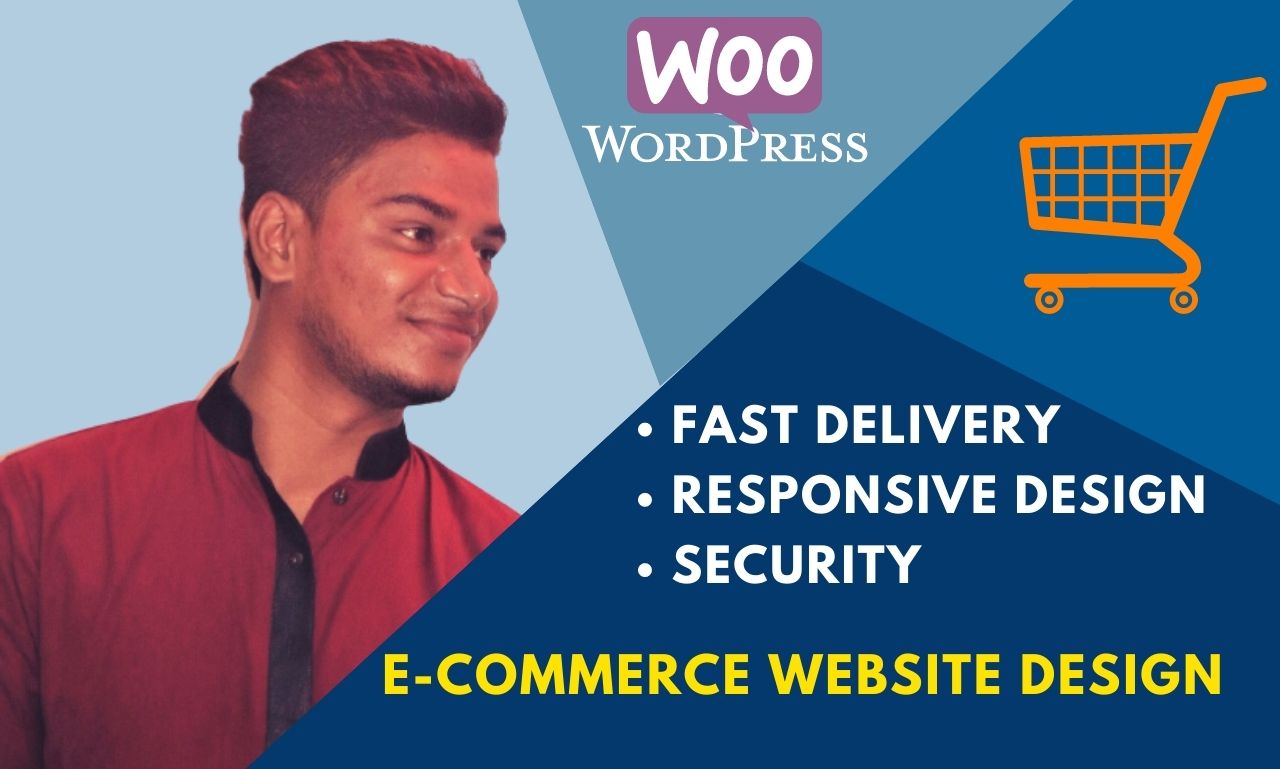 WOO
WORDPRESS
• FAST DELIVERY
• RESPONSIVE DESIGN
• SECURITY
E-COMMERCE WEBSITE DESIGN